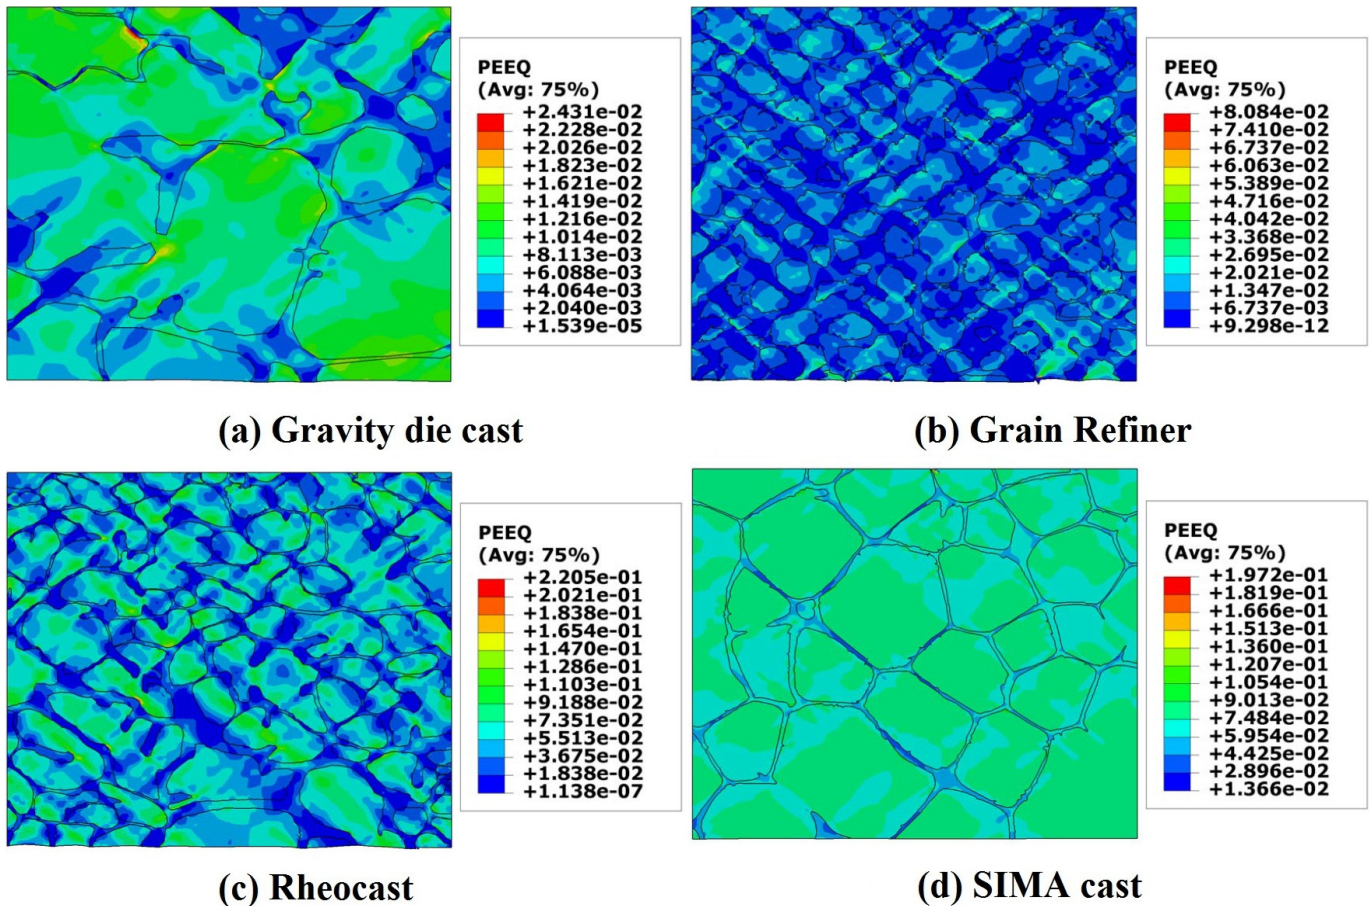 PEEQ
(Avg: 75%)
+2.431e-02
+2.228e-02
+2.026e-02
+1.823e-02
+1.621e-02
+1.419e-02
+1.216e-02
+1.014e-02
+8.113e-03
+6.088e-03
+4.064e-03
+2.040e-03
+1.539e-05
(a) Gravity die cast
PEEQ
(Avg: 75%)
+8.084e-02
+7.410e-02
+6.737e-02
+6.063e-02
+5.389e-02
+4.716e-02
+4.042e-02
+3.368e-02
+2.695e-02
+2.021e-02
+1.347e-02
+6.737e-03
+9.298e-12
(b) Grain Refiner
PEEQ
(Avg: 75%)
+2.205e-01
+2.021e-01
+1.838e-01
+1.654e-01
+1.470e-01
+1.286e-01
+1.103e-01
+9.188e-02
+7.351e-02
+5.513e-02
+3.675e-02
+1.838e-02
+1.138e-07
(c) Rheocast
PEEQ
(Avg: 75%)
+1.972e-01
+1.819e-01
+1.666e-01
+1.513e-01
+1.360e-01
+1.207e-01
+1.054e-01
+9.013e-02
+7.484e-02
+5.954e-02
+4.425e-02
+2.896e-02
+1.366e-02
(d) SIMA cast